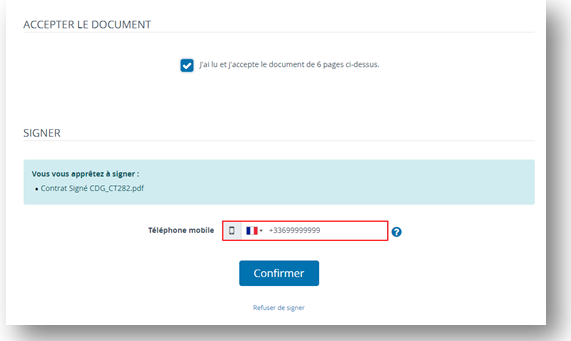 ACCEPTER LE DOCUMENT
J'ai lu et j'accepte le document de 6 pages ci-dessus.
SIGNER
Vous vous apprêtez à signer :
• Contrat Signé CDG_CT282.pdf
Téléphone mobile +33699999999 ?
Confirmer
Refuser de signer